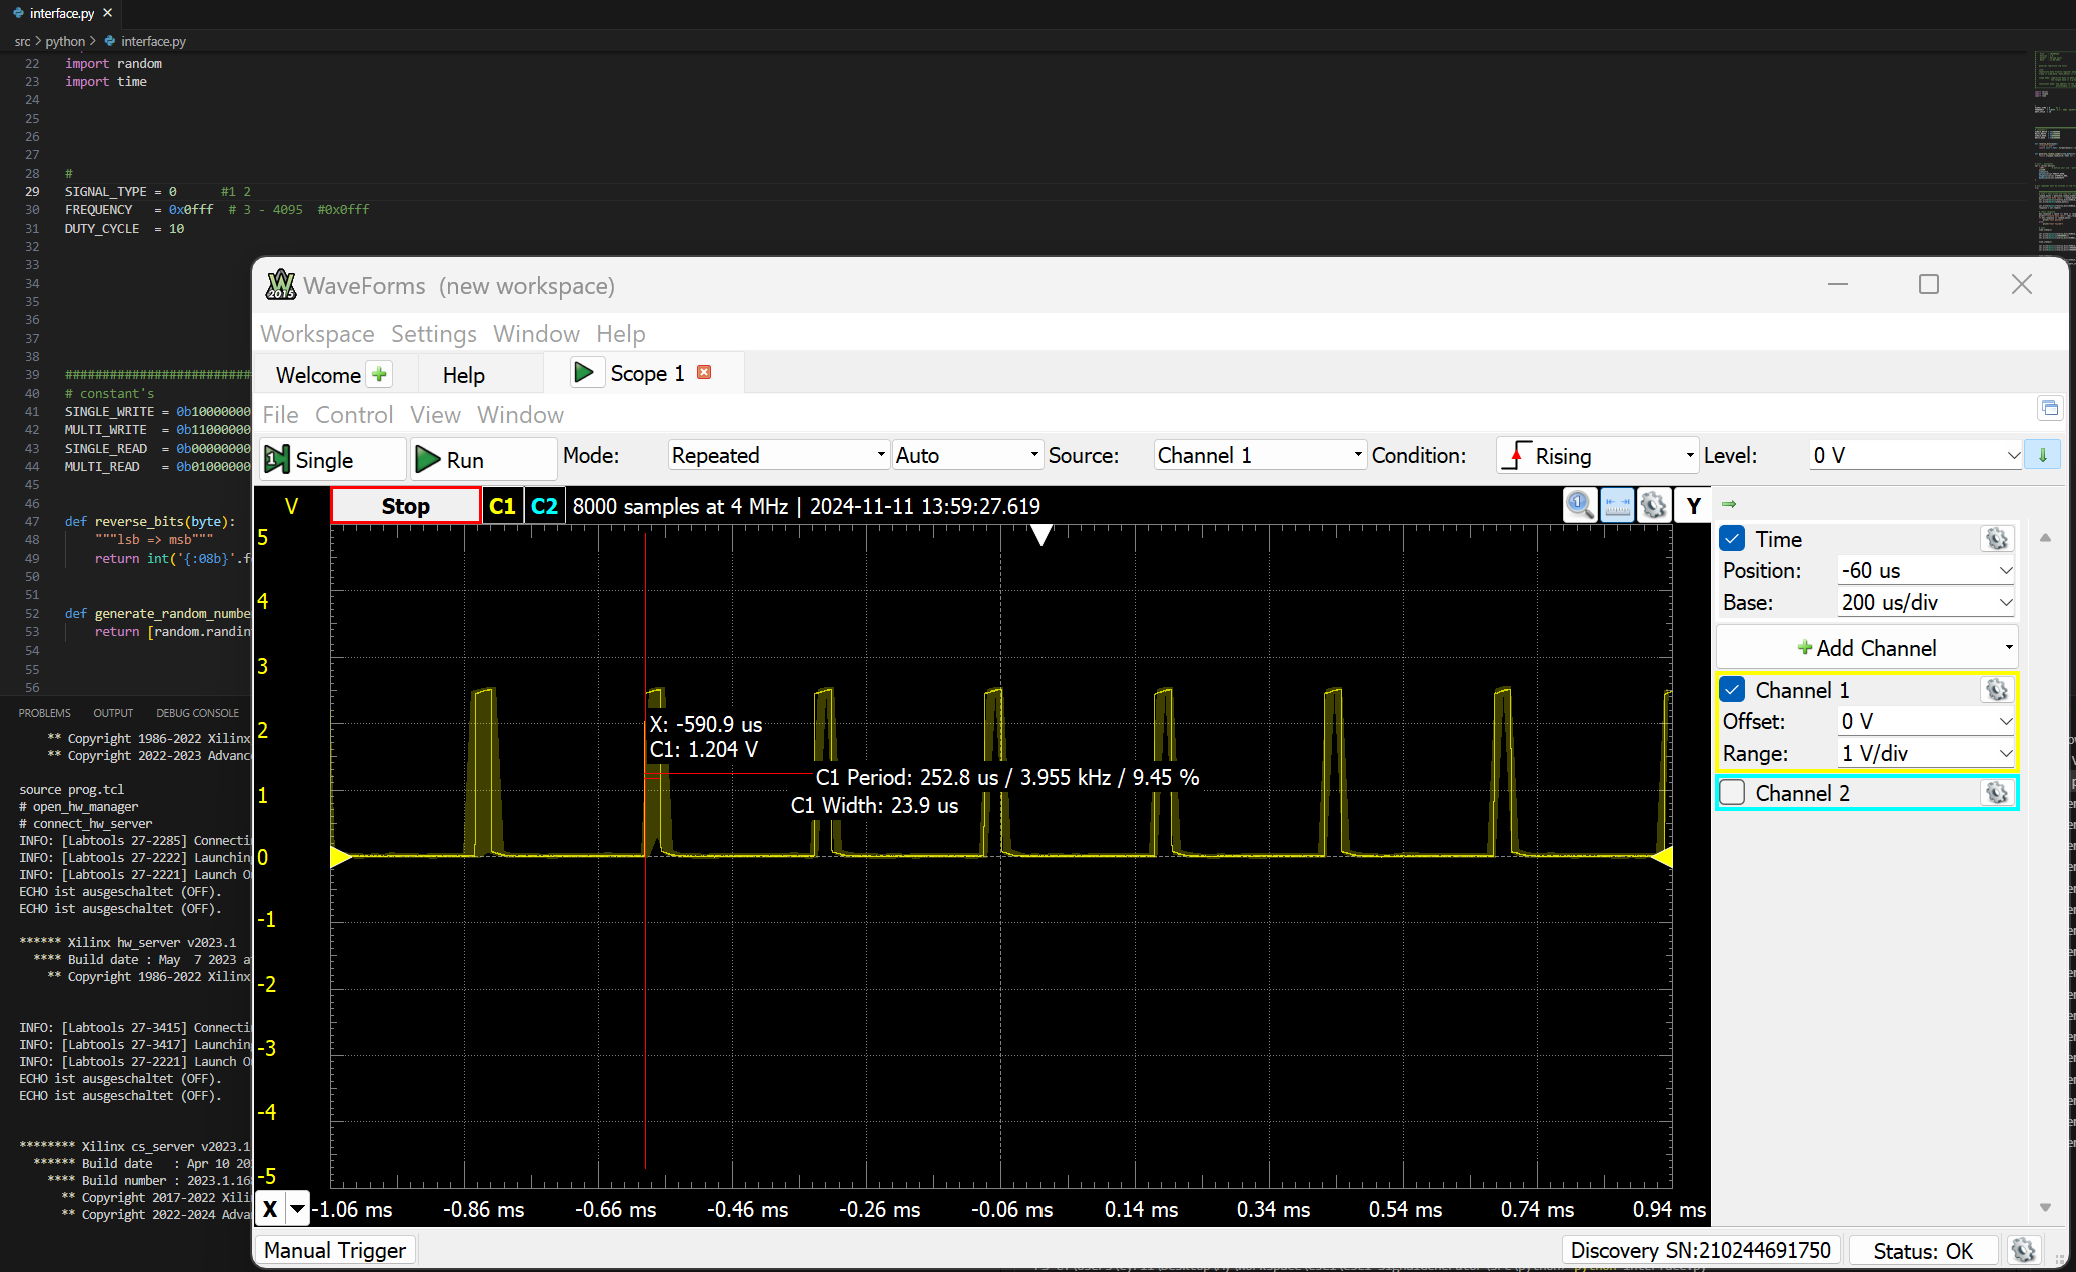 interface.py
src > python > interface.py
22 import random
23 import time
24
25
26
27
28 #
29 SIGNAL_TYPE = 0 #1 2
30 FREQUENCY = 0x0fff # 3 - 4095 #0x0fff
31 DUTY_CYCLE = 10
32
33
34
35
36
37
38
39 #########################
40 # constant's
41 SINGLE_WRITE = 0b10000000
42 MULTI_WRITE = 0b11000000
43 SINGLE_READ = 0b00000000
44 MULTI_READ = 0b01000000
45
46
47 def reverse_bits(byte):
48 """lsb => msb"""
49 return int('{:08b}'.f
50
51
52 def generate_random_numbe
53 return [random.randin
54
55
56
PROBLEMS OUTPUT DEBUG CONSOLE
** Copyright 1986-2022 Xilinx
** Copyright 2022-2023 Advanc
source prog.tcl
# open_hw_manager
# connect_hw_server
INFO: [Labtools 27-2285] Connecti
INFO: [Labtools 27-2222] Launching
INFO: [Labtools 27-2221] Launch O
ECHO ist ausgeschaltet (OFF).
ECHO ist ausgeschaltet (OFF).
****** Xilinx hw_server v2023.1
**** Build date : May 7 2023 a
** Copyright 1986-2022 Xilinx
INFO: [Labtools 27-3415] Connecti
INFO: [Labtools 27-3417] Launchin
INFO: [Labtools 27-2221] Launch O
ECHO ist ausgeschaltet (OFF).
ECHO ist ausgeschaltet (OFF).
******** Xilinx cs_server v2023.1
****** Build date : Apr 10 20
**** Build number : 2023.1.16
** Copyright 2017-2022 Xili
** Copyright 2022-2024 Adva
W 2015 WaveForms (new workspace)
Workspace Settings Window Help
Welcome Help Scope 1
File Control View Window
Single Run Mode: Repeated Auto Source: Channel 1 Condition: Rising Level: 0 V
V Stop C1 C2 8000 samples at 4 MHz | 2024-11-11 13:59:27.619 Y
5
4
3
2
1
0
-1
-2
-3
-4
-5
X: -590.9 us
C1: 1.204 V
C1 Period: 252.8 us / 3.955 kHz / 9.45 %
C1 Width: 23.9 us
X -1.06 ms -0.86 ms -0.66 ms -0.46 ms -0.26 ms -0.06 ms 0.14 ms 0.34 ms 0.54 ms 0.74 ms 0.94 ms
Time
Position: -60 us
Base: 200 us/div
Add Channel
Channel 1
Offset: 0 V
Range: 1 V/div
Channel 2
Manual Trigger Discovery SN:210244691750 Status: OK